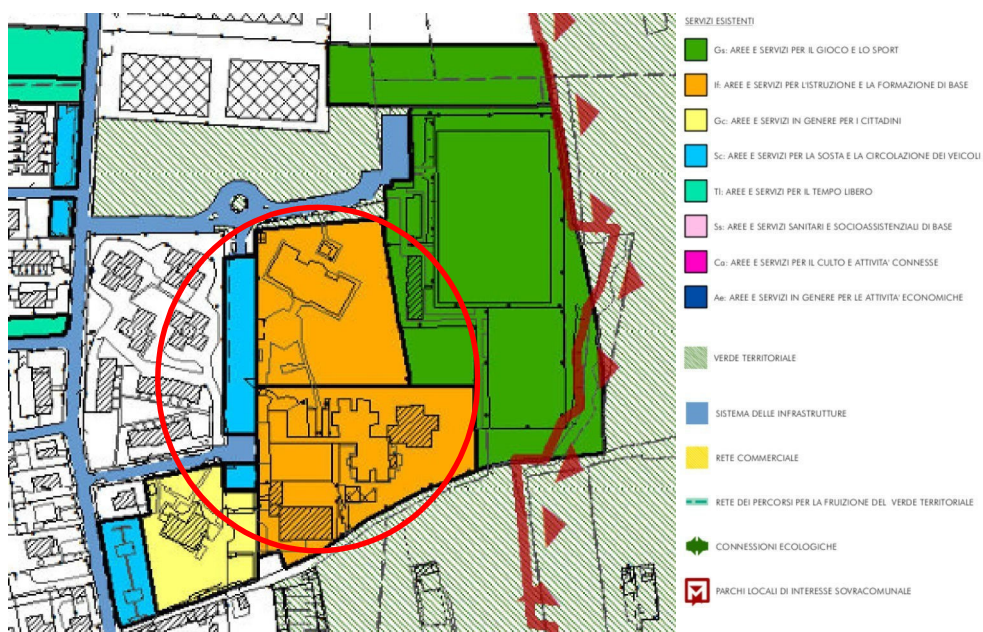 SERVIZI ESISTENTI
Gs: AREE E SERVIZI PER IL GIOCO E LO SPORT
If: AREE E SERVIZI PER L'ISTRUZIONE E LA FORMAZIONE DI BASE
Gc: AREE E SERVIZI IN GENERE PER I CITTADINI
Sc: AREE E SERVIZI PER LA SOSTA E LA CIRCOLAZIONE DEI VEICOLI
Tl: AREE E SERVIZI PER IL TEMPO LIBERO
Ss: AREE E SERVIZI SANITARI E SOCIOASSISTENZIALI DI BASE
Ca: AREE E SERVIZI PER IL CULTO E ATTIVITA' CONNESSE
Ae: AREE E SERVIZI IN GENERE PER LE ATTIVITA' ECONOMICHE
VERDE TERRITORIALE
SISTEMA DELLE INFRASTRUTTURE
RETE COMMERCIALE
RETE DEI PERCORSI PER LA FRUIZIONE DEL VERDE TERRITORIALE
CONNESSIONI ECOLOGICHE
PARCHI LOCALI DI INTERESSE SOVRACOMUNALE